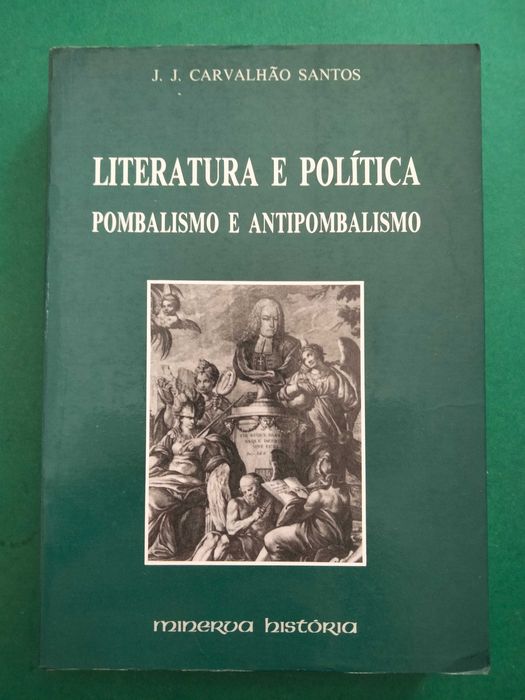 J. J. CARVALHÃO SANTOS
LITERATURA E POLÍTICA
POMBALISMO E ANTIPOMBALISMO
minerva história